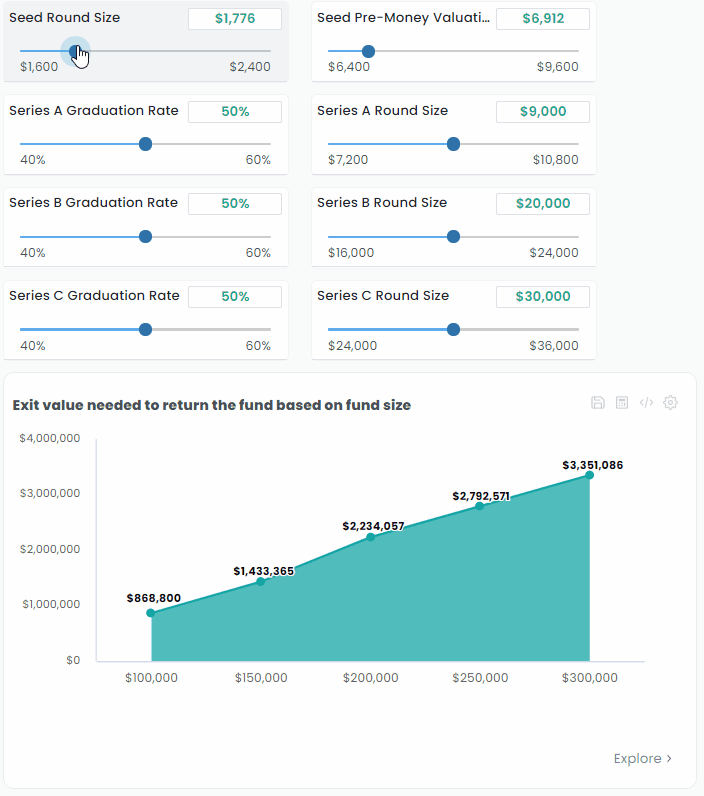 Seed Round Size $1,776
$1,600 $2,400
Seed Pre-Money Valuati... $6,912
$6,400 $9,600
Series A Graduation Rate 50%
40% 60%
Series A Round Size $9,000
$7,200 $10,800
Series B Graduation Rate 50%
40% 60%
Series B Round Size $20,000
$16,000 $24,000
Series C Graduation Rate 50%
40% 60%
Series C Round Size $30,000
$24,000 $36,000
Exit value needed to return the fund based on fund size
$4,000,000
$3,000,000
$2,000,000
$1,000,000
$0
$868,800
$1,433,365
$2,234,057
$2,792,571
$3,351,086
$100,000 $150,000 $200,000 $250,000 $300,000
Explore >